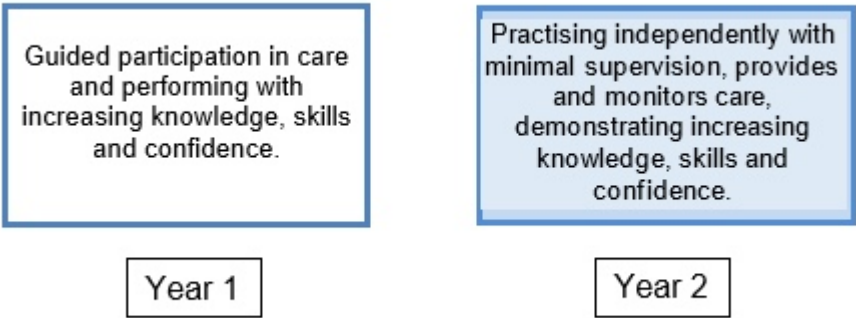 Guided participation in care
and performing with
increasing knowledge, skills
and confidence.
Practising independently with
minimal supervision, provides
and monitors care,
demonstrating increasing
knowledge, skills and
confidence.
Year 1
Year 2